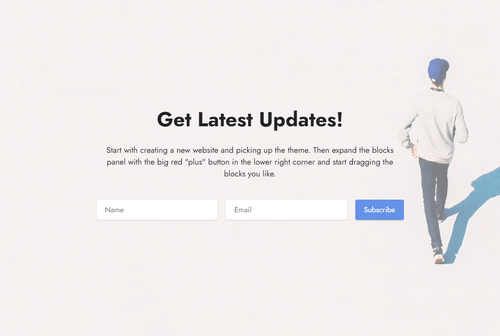 Get Latest Updates!
Start with creating a new website and picking up the theme. Then expand the blocks
panel with the big red "plus" button in the lower right corner and start dragging the
blocks you like.
Name
Email
Subscribe